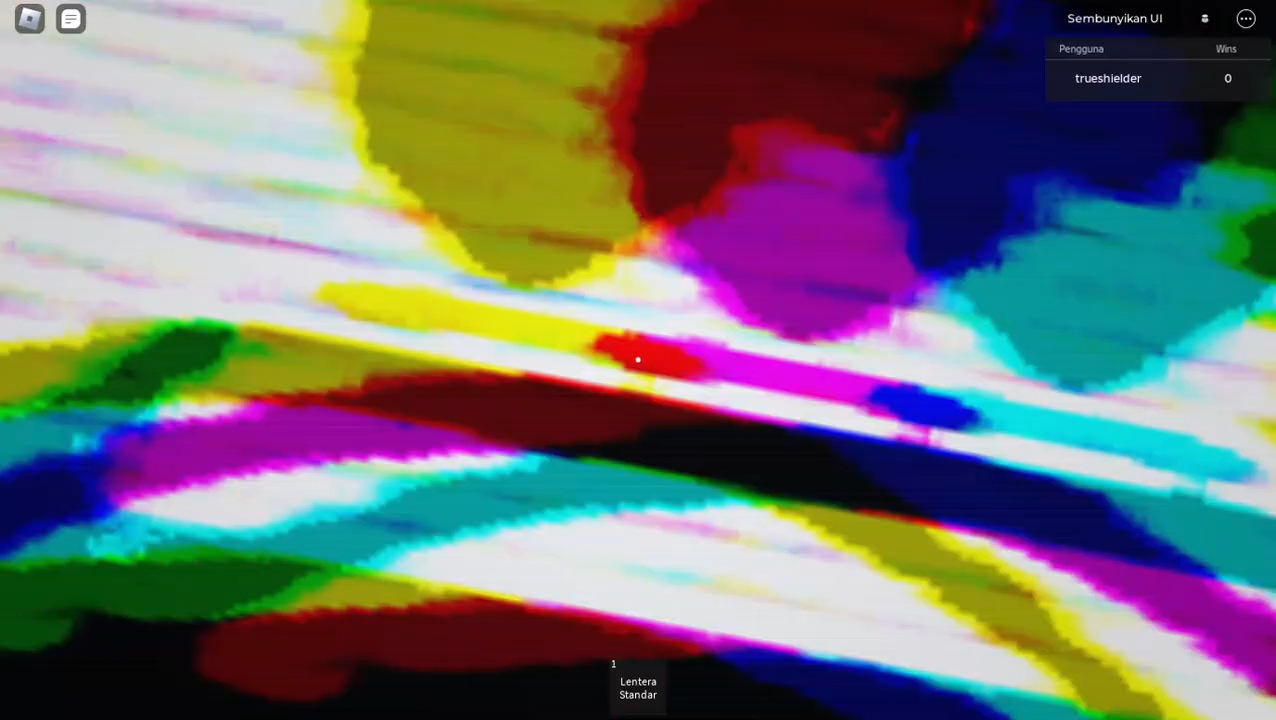 Sembunyikan UI
Pengguna Wins
trueshielder 0
1
Lentera
Standar